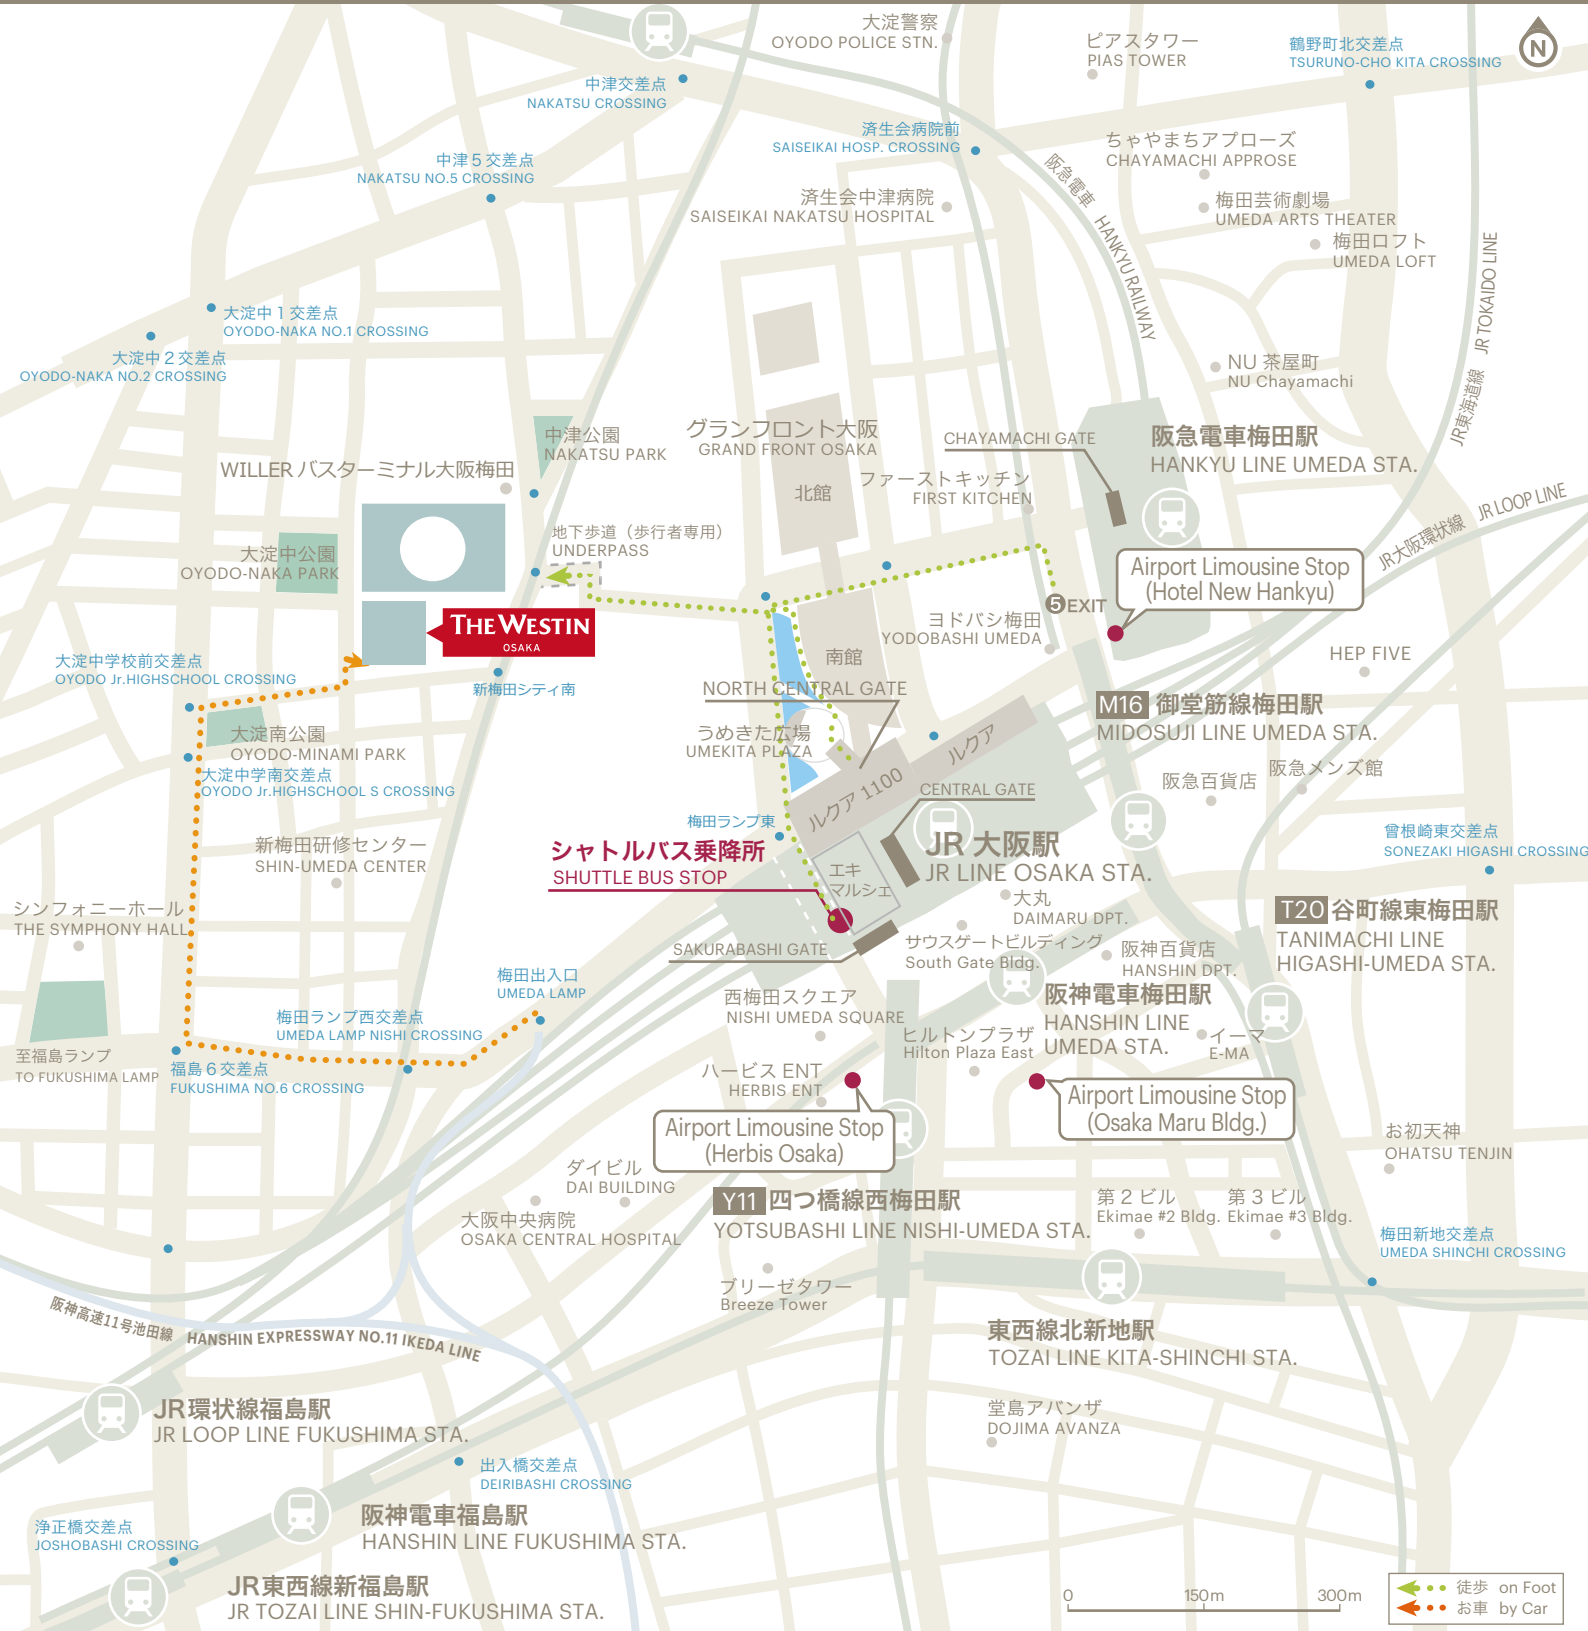 大淀警察
OYODO POLICE STN.
ピアスタワー
PIAS TOWER
鶴野町北交差点
TSURUNO-CHO KITA CROSSING
N
中津交差点
NAKATSU CROSSING
済生会病院前
SAISEIKAI HOSP. CROSSING
ちゃやまちアプローズ
CHAYAMACHI APPROSE
中津5交差点
NAKATSU NO.5 CROSSING
阪急電車 HANKYU RAILWAY
済生会中津病院
SAISEIKAI NAKATSU HOSPITAL
梅田芸術劇場
UMEDA ARTS THEATER
梅田ロフト
UMEDA LOFT
JR東海道線 JR TOKAIDO LINE
大淀中1交差点
OYODO-NAKA NO.1 CROSSING
大淀中2交差点
OYODO-NAKA NO.2 CROSSING
NU 茶屋町
NU Chayamachi
中津公園
NAKATSU PARK
グランフロント大阪
GRAND FRONT OSAKA
北館
CHAYAMACHI GATE
阪急電車梅田駅
HANKYU LINE UMEDA STA.
WILLER バスターミナル大阪梅田
ファーストキッチン
FIRST KITCHEN
JR大阪環状線 JR LOOP LINE
地下歩道（歩行者専用）
UNDERPASS
大淀中公園
OYODO-NAKA PARK
Airport Limousine Stop
(Hotel New Hankyu)
5 EXIT
ヨドバシ梅田
YODOBASHI UMEDA
THE WESTIN
OSAKA
南館
HEP FIVE
大淀中学校前交差点
OYODO Jr.HIGHSCHOOL CROSSING
新梅田シティ南
NORTH CENTRAL GATE
M16 御堂筋線梅田駅
MIDOSUJI LINE UMEDA STA.
大淀南公園
OYODO-MINAMI PARK
うめきた広場
UMEKITA PLAZA
ルクア
ルクア 1100
大淀中学南交差点
OYODO Jr.HIGHSCHOOL S CROSSING
CENTRAL GATE
阪急百貨店
阪急メンズ館
梅田ランプ東
新梅田研修センター
SHIN-UMEDA CENTER
シャトルバス乗降所
SHUTTLE BUS STOP
エキ
マルシェ
JR 大阪駅
JR LINE OSAKA STA.
曾根崎東交差点
SONEZAKI HIGASHI CROSSING
大丸
DAIMARU DPT.
シンフォニーホール
THE SYMPHONY HALL
T20 谷町線東梅田駅
TANIMACHI LINE
HIGASHI-UMEDA STA.
SAKURABASHI GATE
サウスゲートビルディング
South Gate Bldg.
阪神百貨店
HANSHIN DPT.
梅田出入口
UMEDA LAMP
西梅田スクエア
NISHI UMEDA SQUARE
阪神電車梅田駅
HANSHIN LINE
UMEDA STA.
梅田ランプ西交差点
UMEDA LAMP NISHI CROSSING
ヒルトンプラザ
Hilton Plaza East
イーマ
E-MA
至福島ランプ
TO FUKUSHIMA LAMP
福島6交差点
FUKUSHIMA NO.6 CROSSING
ハービス ENT
HERBIS ENT
Airport Limousine Stop
(Osaka Maru Bldg.)
Airport Limousine Stop
(Herbis Osaka)
お初天神
OHATSU TENJIN
ダイビル
DAI BUILDING
大阪中央病院
OSAKA CENTRAL HOSPITAL
Y11 四つ橋線西梅田駅
YOTSUBASHI LINE NISHI-UMEDA STA.
第2ビル
Ekimae #2 Bldg.
第3ビル
Ekimae #3 Bldg.
梅田新地交差点
UMEDA SHINCHI CROSSING
ブリーゼタワー
Breeze Tower
阪神高速11号池田線 HANSHIN EXPRESSWAY NO.11 IKEDA LINE
東西線北新地駅
TOZAI LINE KITA-SHINCHI STA.
JR環状線福島駅
JR LOOP LINE FUKUSHIMA STA.
堂島アバンザ
DOJIMA AVANZA
出入橋交差点
DEIRIBASHI CROSSING
阪神電車福島駅
HANSHIN LINE FUKUSHIMA STA.
浄正橋交差点
JOSHOBASHI CROSSING
JR東西線新福島駅
JR TOZAI LINE SHIN-FUKUSHIMA STA.
0 150m 300m
徒歩 on Foot
お車 by Car